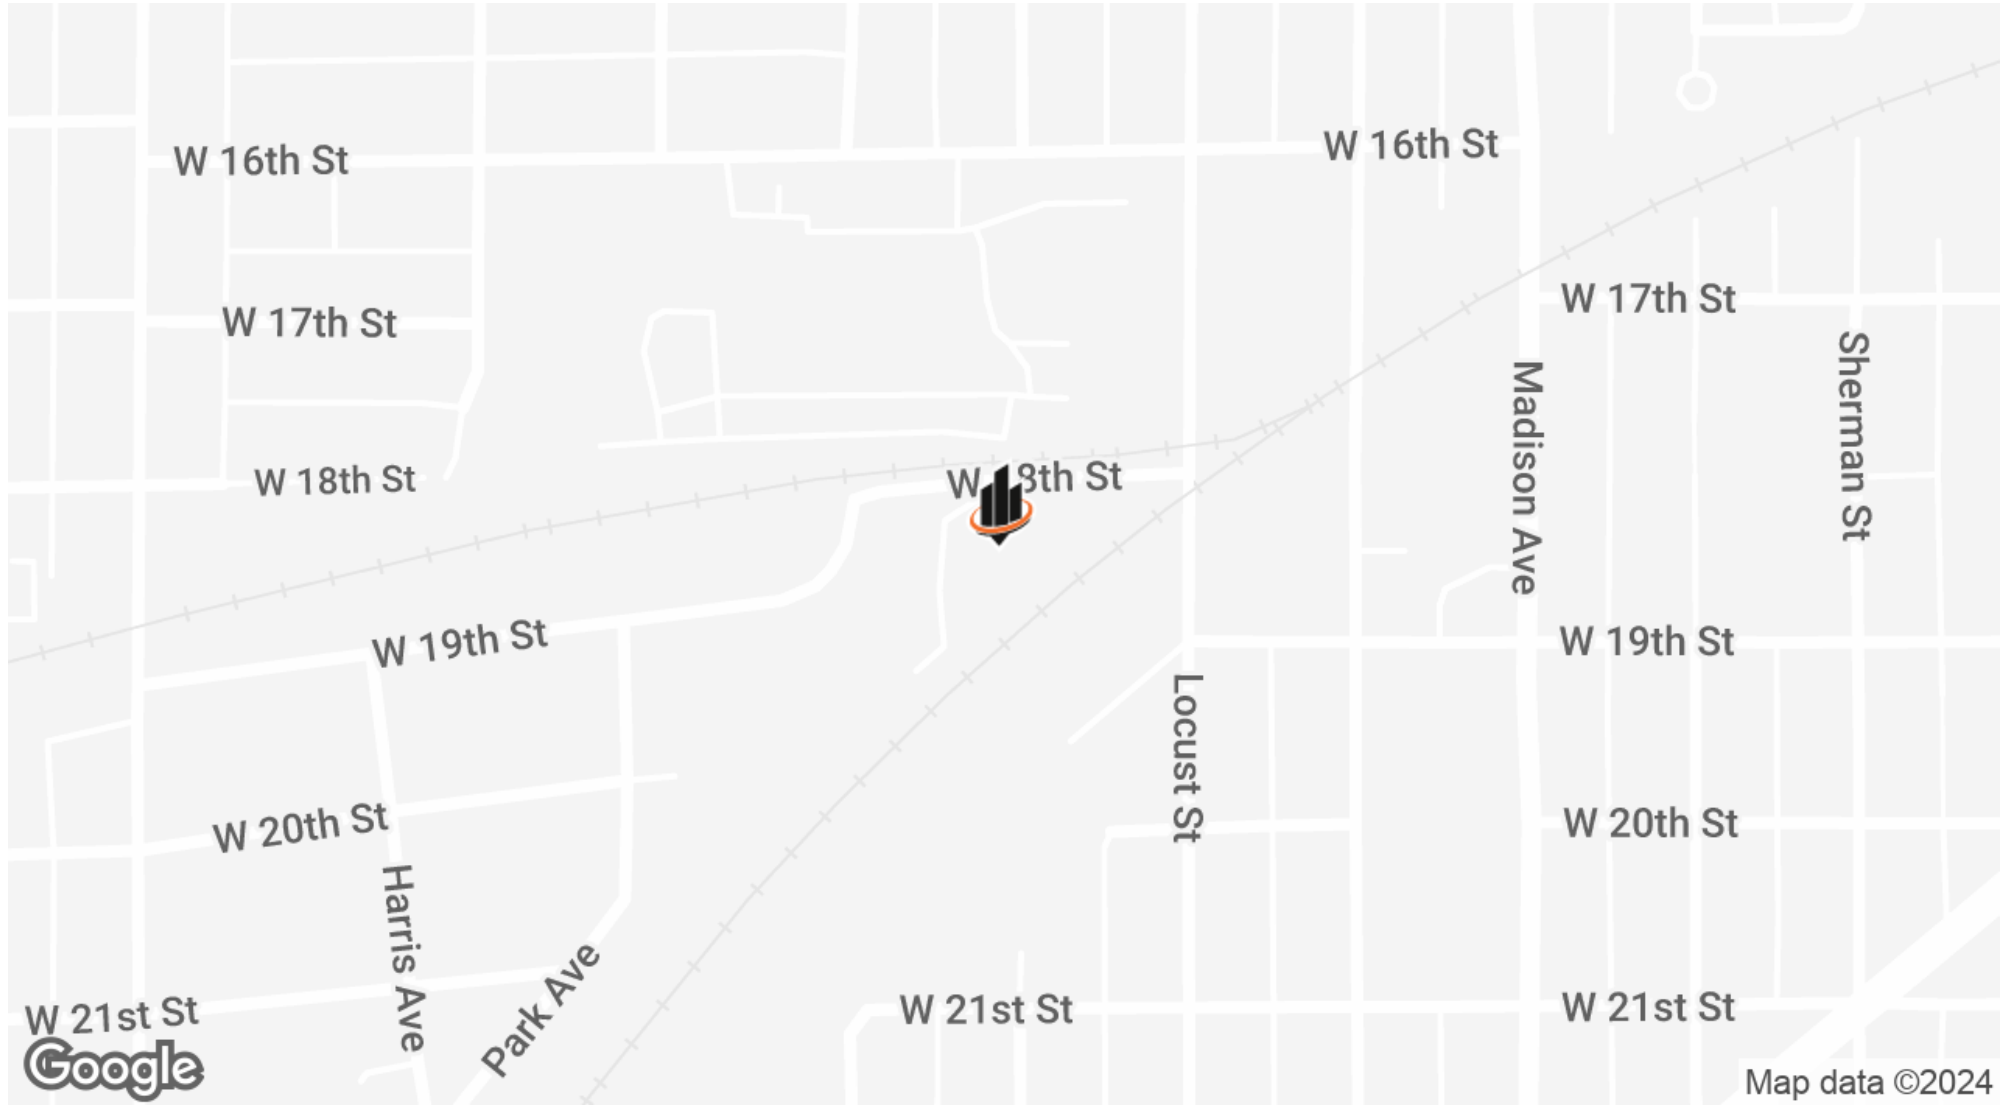 W 16th St
W 16th St
W 17th St
W 17th St
Sherman St
Madison Ave
W 18th St
W 8th St
W 19th St
W 19th St
Locust St
W 20th St
W 20th St
Harris Ave
Park Ave
W 21st St
W 21st St
W 21st St
Google
Map data ©2024